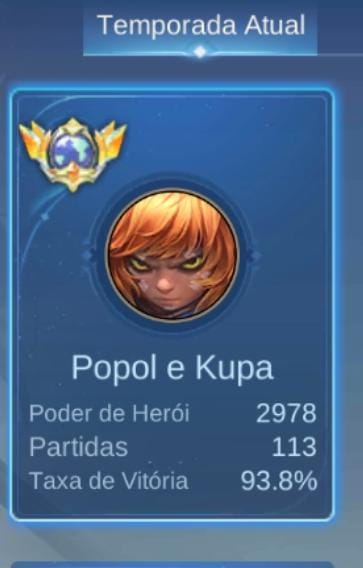 Temporada Atual
Popol e Kupa
Poder de Herói 2978
Partidas 113
Taxa de Vitória 93.8%